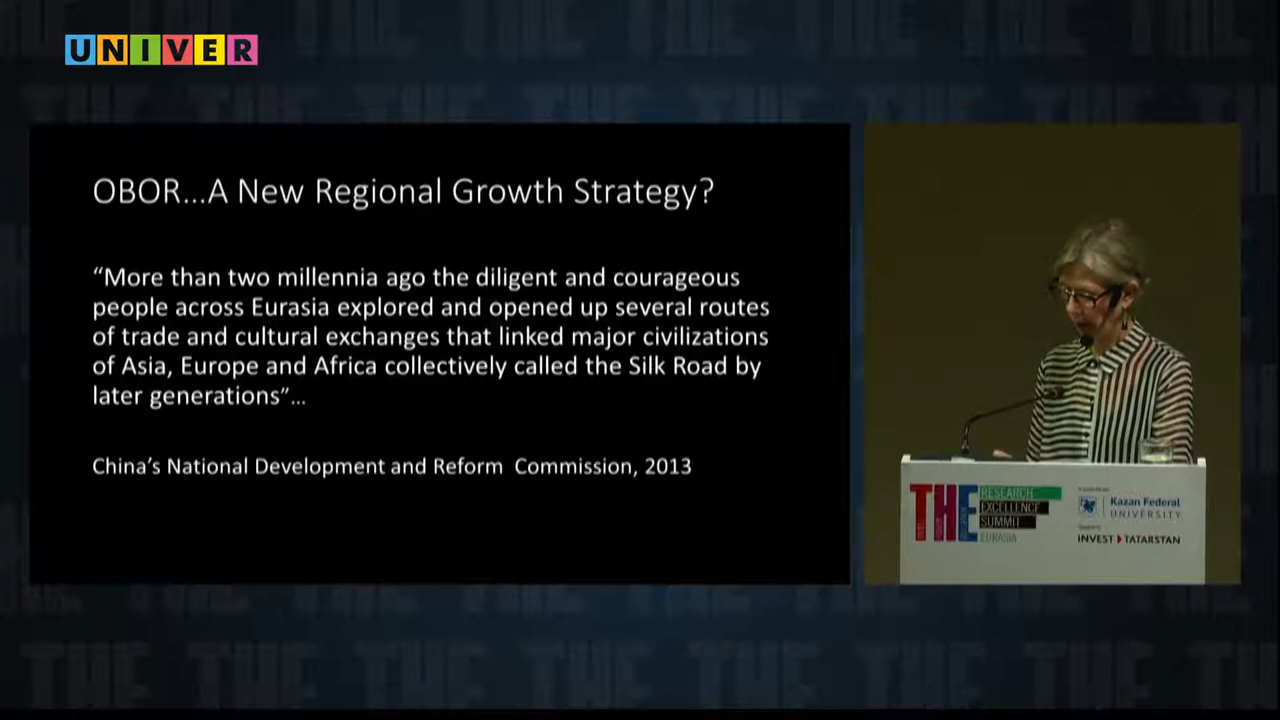 UNIVER
OBOR...A New Regional Growth Strategy?
“More than two millennia ago the diligent and courageous
people across Eurasia explored and opened up several routes
of trade and cultural exchanges that linked major civilizations
of Asia, Europe and Africa collectively called the Silk Road by
later generations”...
China’s National Development and Reform  Commission, 2013
THE
RESEARCH
EXCELLENCE
SUMMIT
EURASIA
Kazan Federal
UNIVERSITY
INVEST TATARSTAN